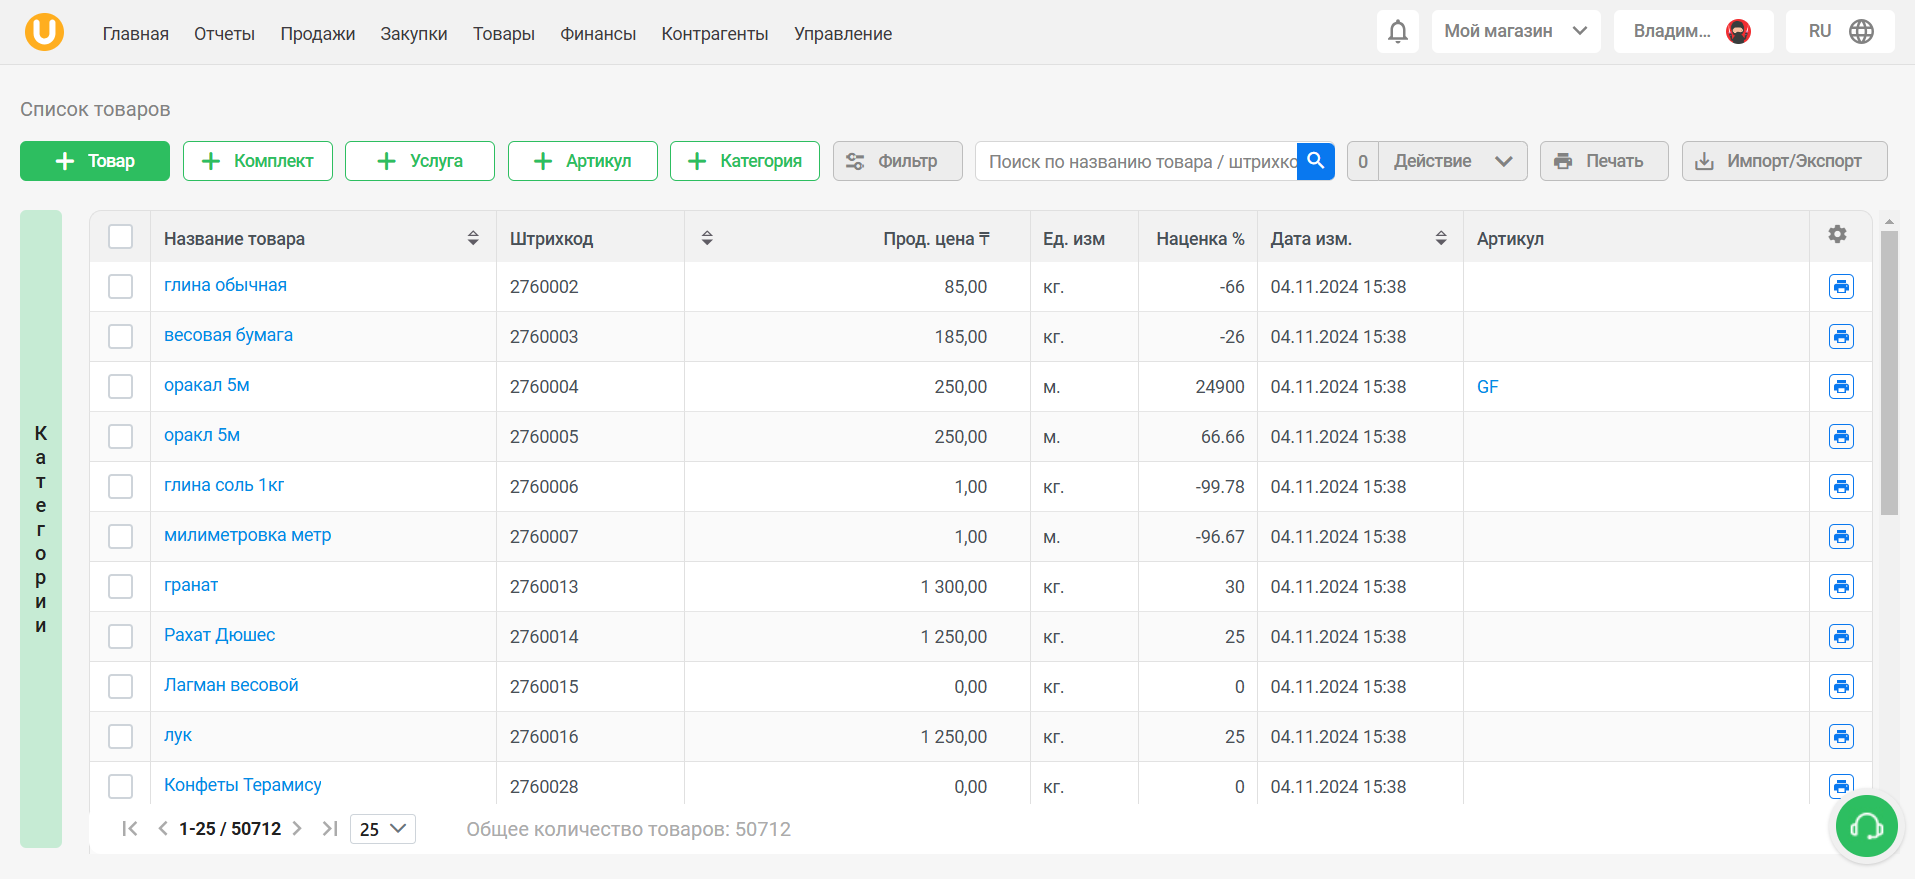 Главная Отчеты Продажи Закупки Товары Финансы Контрагенты Управление Мой магазин Владим... RU
Список товаров
Товар Комплект Услуга Артикул Категория Фильтр Поиск по названию товара / штрихко 0 Действие Печать Импорт/Экспорт
Категории
Название товара Штрихкод Прод. цена ₸ Ед. изм Наценка % Дата изм. Артикул
глина обычная 2760002 85,00 кг. -66 04.11.2024 15:38
весовая бумага 2760003 185,00 кг. -26 04.11.2024 15:38
оракал 5м 2760004 250,00 м. 24900 04.11.2024 15:38 GF
оракл 5м 2760005 250,00 м. 66.66 04.11.2024 15:38
глина соль 1кг 2760006 1,00 кг. -99.78 04.11.2024 15:38
милиметровка метр 2760007 1,00 м. -96.67 04.11.2024 15:38
гранат 2760013 1 300,00 кг. 30 04.11.2024 15:38
Рахат Дюшес 2760014 1 250,00 кг. 25 04.11.2024 15:38
Лагман весовой 2760015 0,00 кг. 0 04.11.2024 15:38
лук 2760016 1 250,00 кг. 25 04.11.2024 15:38
Конфеты Терамису 2760028 0,00 кг. 0 04.11.2024 15:38
1-25 / 50712 25 Общее количество товаров: 50712